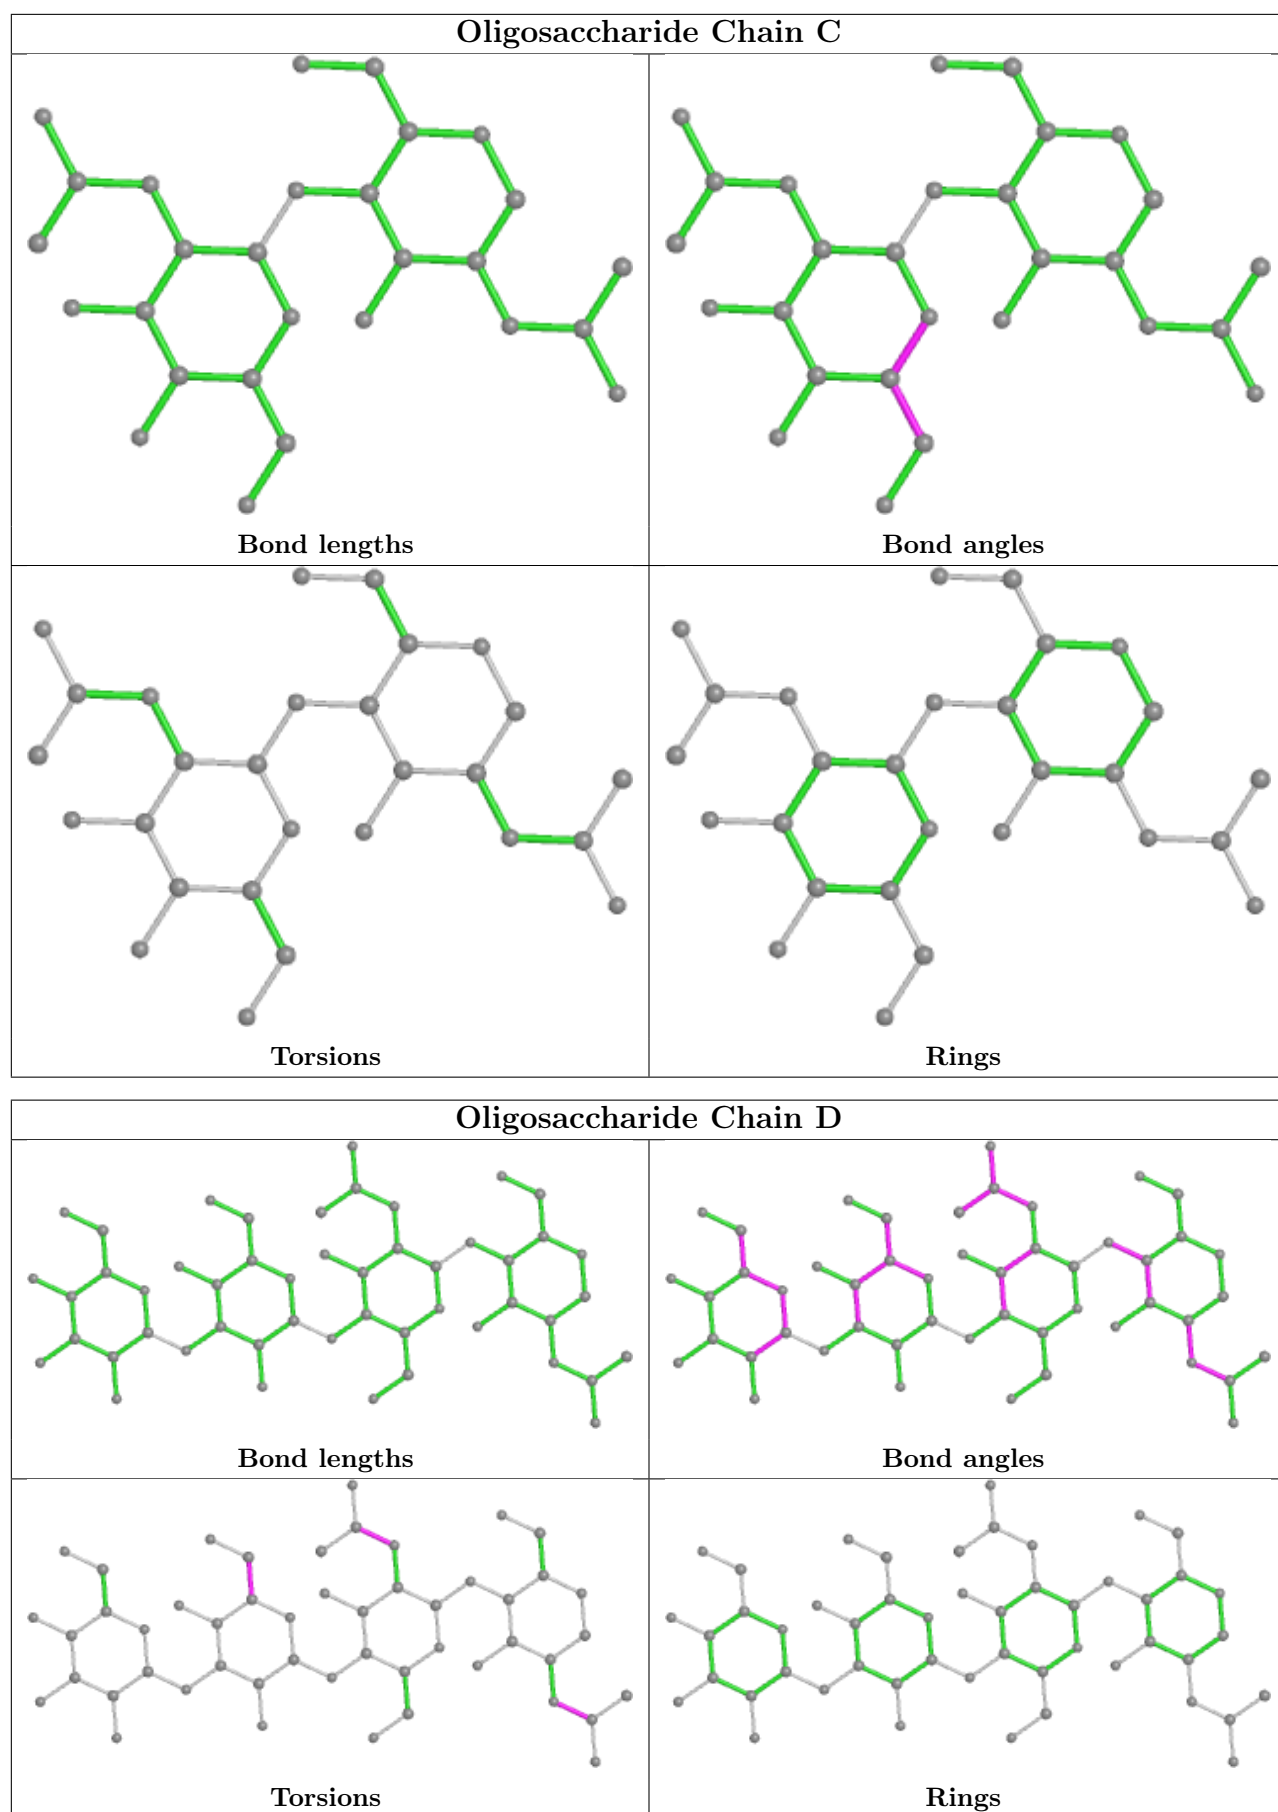 Oligosaccharide Chain C
Bond lengths
Bond angles
Torsions
Rings
Oligosaccharide Chain D
Bond lengths
Bond angles
Torsions
Rings